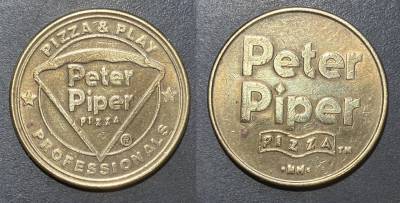 PIZZA & PLAY
Peter
Piper
PIZZA
®
PROFESSIONALS
Peter
Piper
PIZZA TM